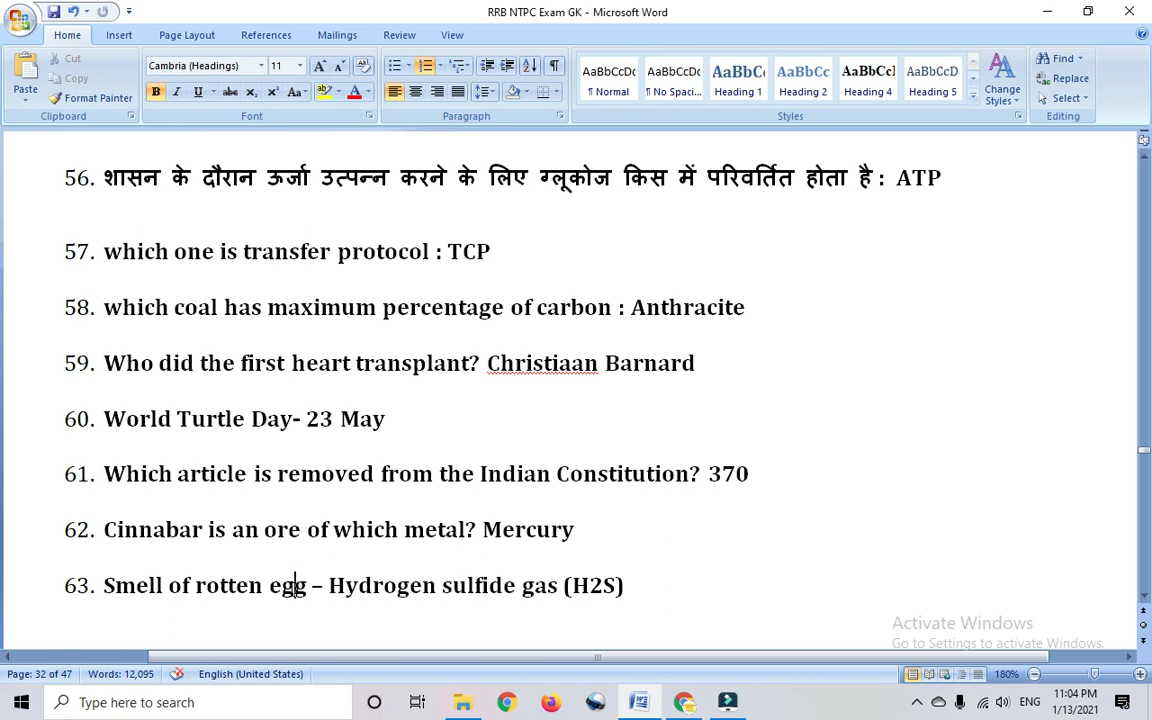 RRB NTPC Exam GK - Microsoft Word
Home Insert Page Layout References Mailings Review View
Paste
Cut
Copy
Format Painter
Clipboard
Cambria (Headings) 11
Font
Paragraph
AaBbCcDc AaBbCcDc AaBbC AaBbCc AaBbCcI AaBbCcDc
¶ Normal ¶ No Spaci... Heading 1 Heading 2 Heading 4 Heading 5
Styles
Change Styles
Find
Replace
Select
Editing
56. शासन के दौरान ऊर्जा उत्पन्न करने के लिए ग्लूकोज किस में परिवर्तित होता है : ATP
57. which one is transfer protocol : TCP
58. which coal has maximum percentage of carbon : Anthracite
59. Who did the first heart transplant? Christiaan Barnard
60. World Turtle Day- 23 May
61. Which article is removed from the Indian Constitution? 370
62. Cinnabar is an ore of which metal? Mercury
63. Smell of rotten egg – Hydrogen sulfide gas (H2S)
Activate Windows
Go to Settings to activate Windows.
Page: 32 of 47 Words: 12,095 English (United States) 180%
Type here to search
ENG
11:04 PM
1/13/2021